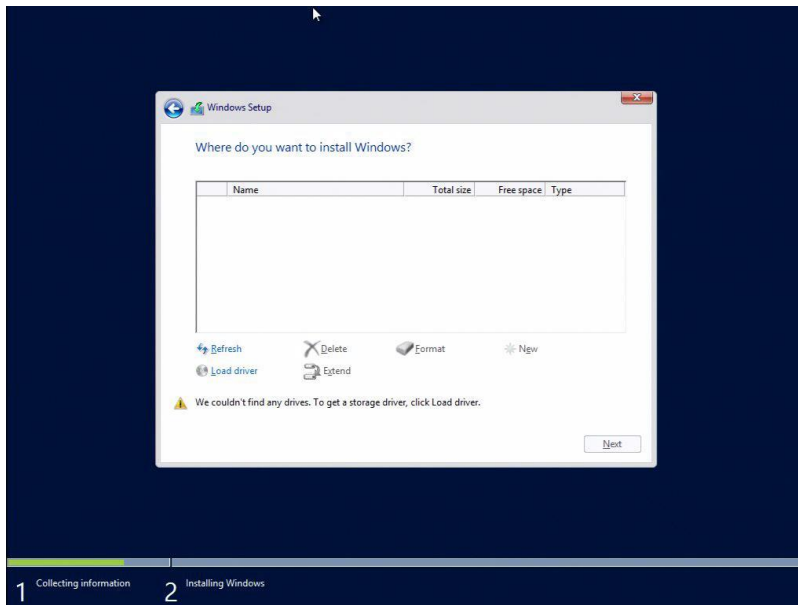 Windows Setup
Where do you want to install Windows?
Name Total size Free space Type
Refresh Delete Format New
Load driver Extend
We couldn't find any drives. To get a storage driver, click Load driver.
Next
1 Collecting information 2 Installing Windows